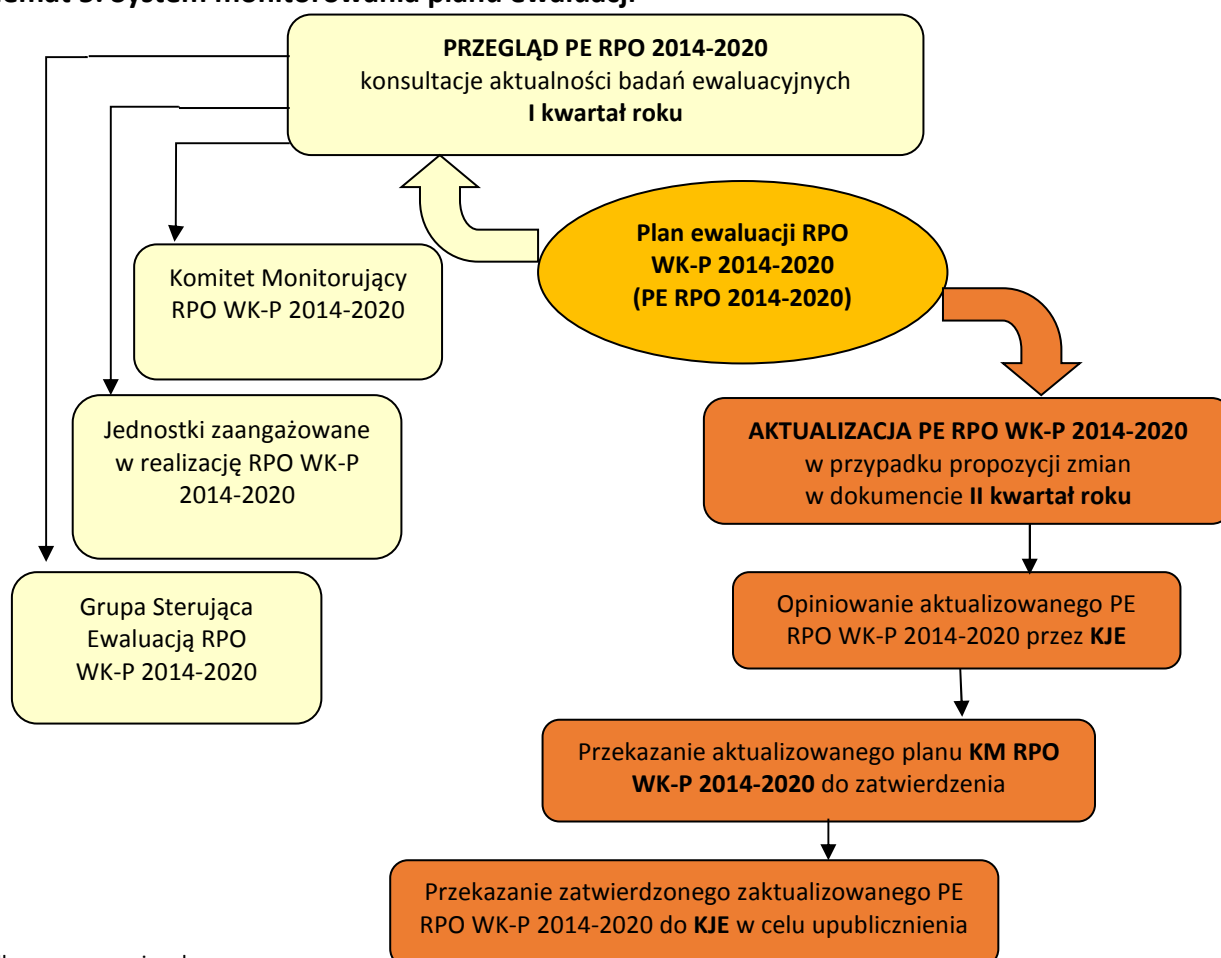 PRZEGLĄD PE RPO 2014-2020
konsultacje aktualności badań ewaluacyjnych
I kwartał roku
Plan ewaluacji RPO
WK-P 2014-2020
(PE RPO 2014-2020)
Komitet Monitorujący
RPO WK-P 2014-2020
Jednostki zaangażowane
w realizację RPO WK-P
2014-2020
Grupa Sterująca
Ewaluacją RPO
WK-P 2014-2020
AKTUALIZACJA PE RPO WK-P 2014-2020
w przypadku propozycji zmian
w dokumencie II kwartał roku
Opiniowanie aktualizowanego PE
RPO WK-P 2014-2020 przez KJE
Przekazanie aktualizowanego planu KM RPO
WK-P 2014-2020 do zatwierdzenia
Przekazanie zatwierdzonego zaktualizowanego PE
RPO WK-P 2014-2020 do KJE w celu upublicznienia